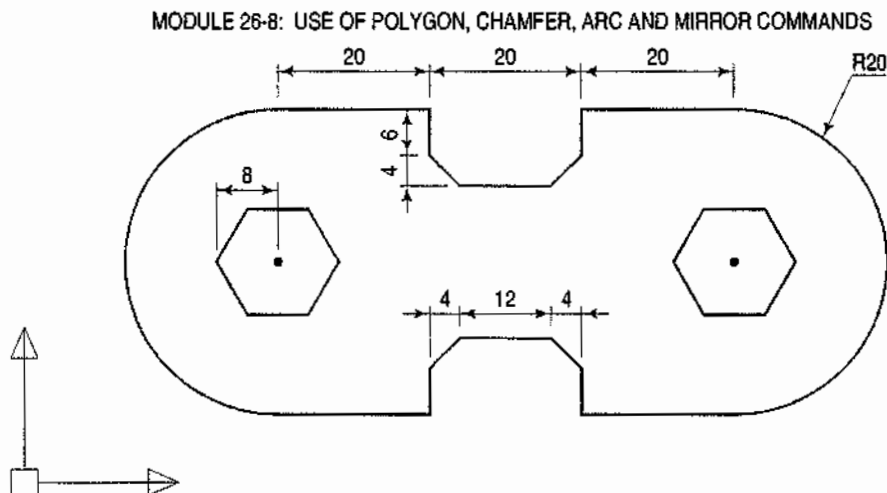 MODULE 26-8: USE OF POLYGON, CHAMFER, ARC AND MIRROR COMMANDS
20 20 20
R20
6
4
8
4 12 4